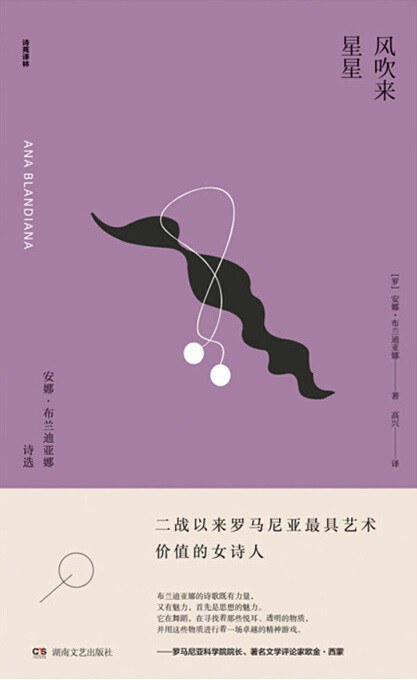 诗苑译林
风吹来
星星
ANA BLANDIANA
[罗] 安娜·布兰迪亚娜——著 高兴——译
安娜·布兰迪亚娜
诗选
二战以来罗马尼亚最具艺术
价值的女诗人
布兰迪亚娜的诗歌既有力量，
又有魅力，首先是思想的魅力。
它在舞蹈，在寻找着那些悦耳、透明的物质，
并用这些物质进行着一场卓越的精神游戏。
——罗马尼亚科学院院长、著名文学评论家欧金·西蒙
CS 湖南文艺出版社